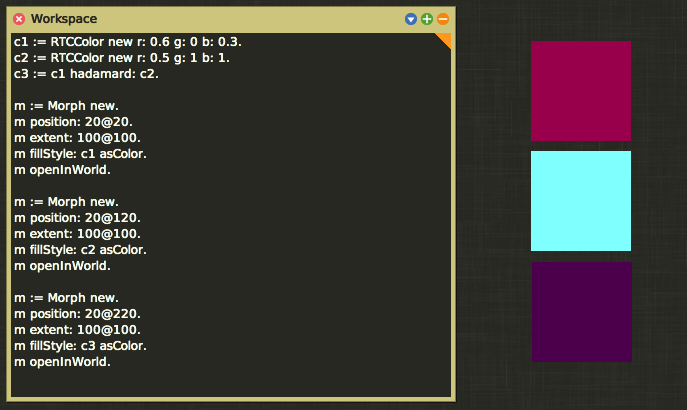 Workspace
c1 := RTCColor new r: 0.6 g: 0 b: 0.3.
c2 := RTCColor new r: 0.5 g: 1 b: 1.
c3 := c1 hadamard: c2.
m := Morph new.
m position: 20@20.
m extent: 100@100.
m fillStyle: c1 asColor.
m openInWorld.
m := Morph new.
m position: 20@120.
m extent: 100@100.
m fillStyle: c2 asColor.
m openInWorld.
m := Morph new.
m position: 20@220.
m extent: 100@100.
m fillStyle: c3 asColor.
m openInWorld.